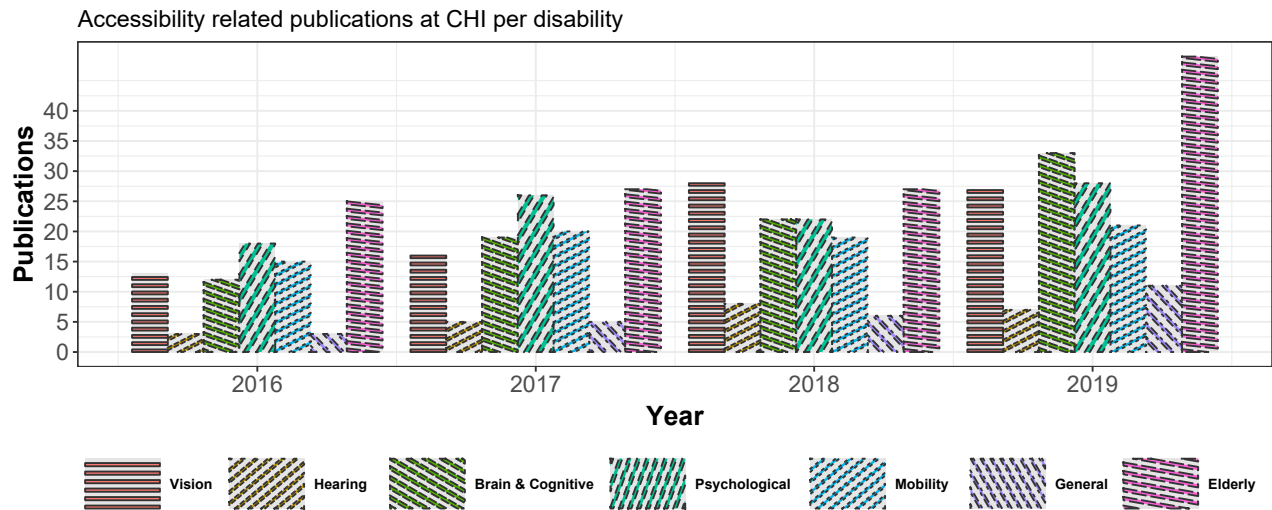 Accessibility related publications at CHI per disability
Publications
40
35
30
25
20
15
10
5
0
2016 2017 2018 2019
Year
Vision Hearing Brain & Cognitive Psychological Mobility General Elderly